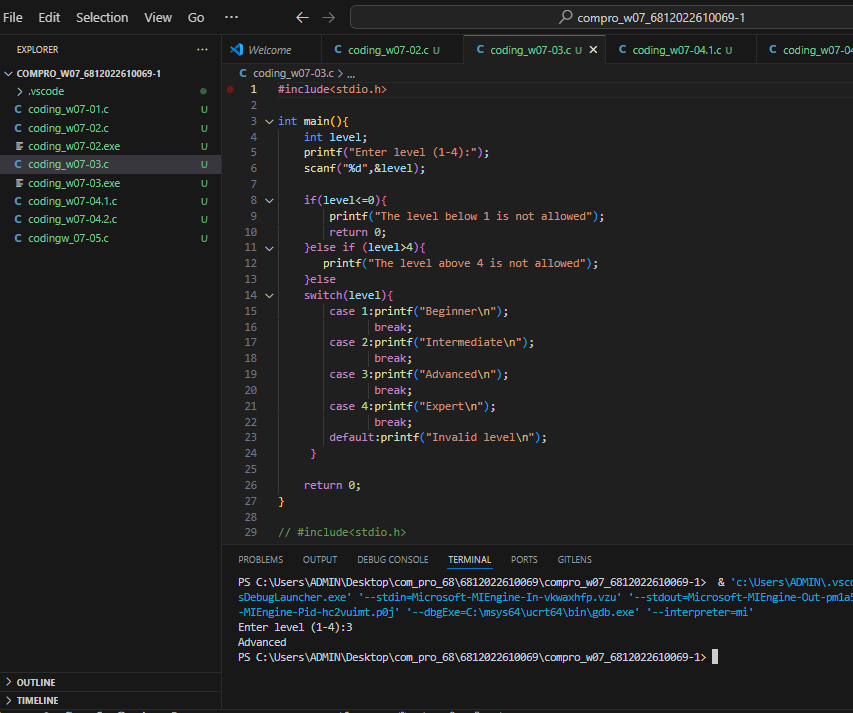 File Edit Selection View Go ···
compro_w07_6812022610069-1
EXPLORER ···
COMPRO_W07_6812022610069-1
.vscode
coding_w07-01.c U
coding_w07-02.c U
coding_w07-02.exe U
coding_w07-03.c U
coding_w07-03.exe U
coding_w07-04.1.c U
coding_w07-04.2.c U
codingw_07-05.c U
OUTLINE
TIMELINE
Welcome
C coding_w07-02.c U
C coding_w07-03.c U
C coding_w07-04.1.c U
C coding_w07-04
C coding_w07-03.c > ...
1 #include<stdio.h>
2
3 int main(){
4 int level;
5 printf("Enter level (1-4):");
6 scanf("%d",&level);
7
8 if(level<=0){
9 printf("The level below 1 is not allowed");
10 return 0;
11 }else if (level>4){
12 printf("The level above 4 is not allowed");
13 }else
14 switch(level){
15 case 1:printf("Beginner\n");
16 break;
17 case 2:printf("Intermediate\n");
18 break;
19 case 3:printf("Advanced\n");
20 break;
21 case 4:printf("Expert\n");
22 break;
23 default:printf("Invalid level\n");
24 }
25
26 return 0;
27 }
28
29 // #include<stdio.h>
PROBLEMS OUTPUT DEBUG CONSOLE TERMINAL PORTS GITLENS
PS C:\Users\ADMIN\Desktop\com_pro_68\6812022610069\compro_w07_6812022610069-1> & 'c:\Users\ADMIN\.vsco
sDebugLauncher.exe' '--stdin=Microsoft-MIEngine-In-vkwaxhfp.vzu' '--stdout=Microsoft-MIEngine-Out-pm1a5
-MIEngine-Pid-hc2vuimt.p0j' '--dbgExe=C:\msys64\ucrt64\bin\gdb.exe' '--interpreter=mi'
Enter level (1-4):3
Advanced
PS C:\Users\ADMIN\Desktop\com_pro_68\6812022610069\compro_w07_6812022610069-1>